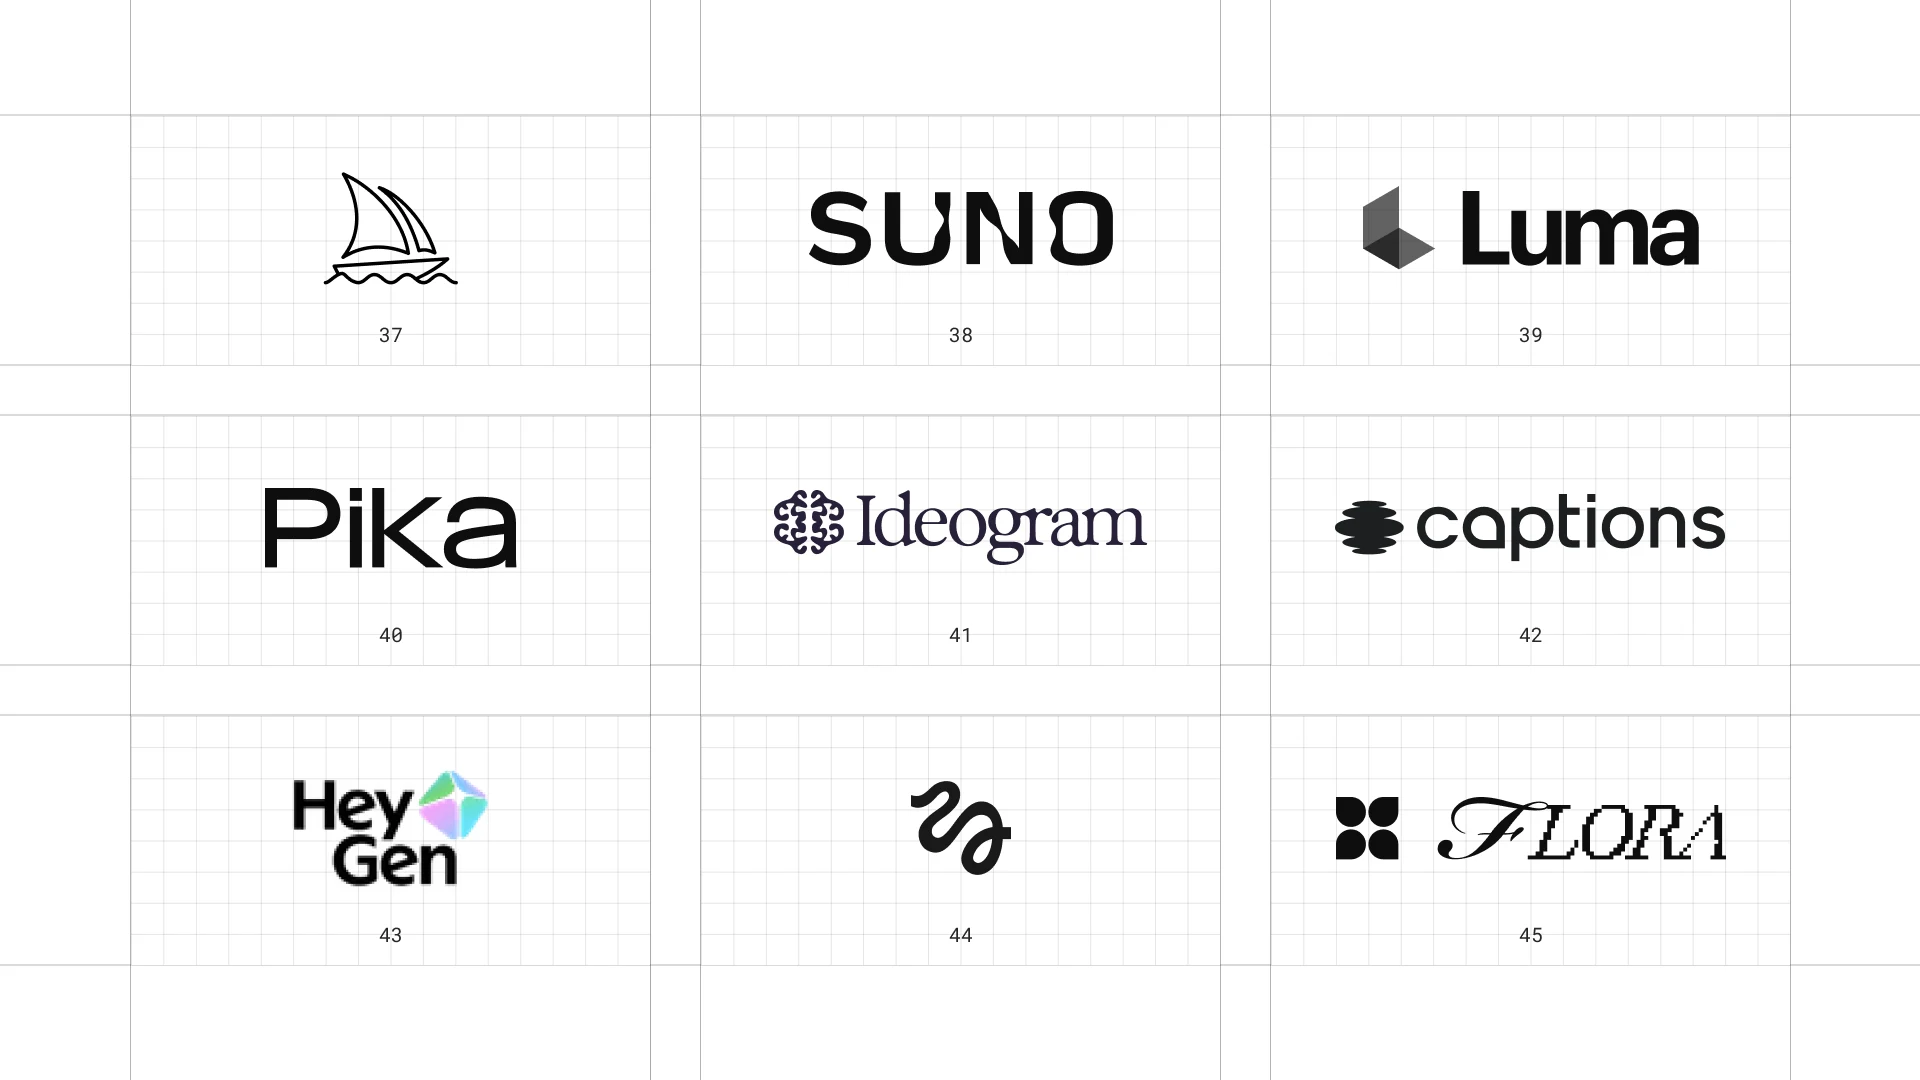 SUNO
Luma
37
38
39
Pika
Ideogram
captions
40
41
42
Hey
Gen
FLORA
43
44
45